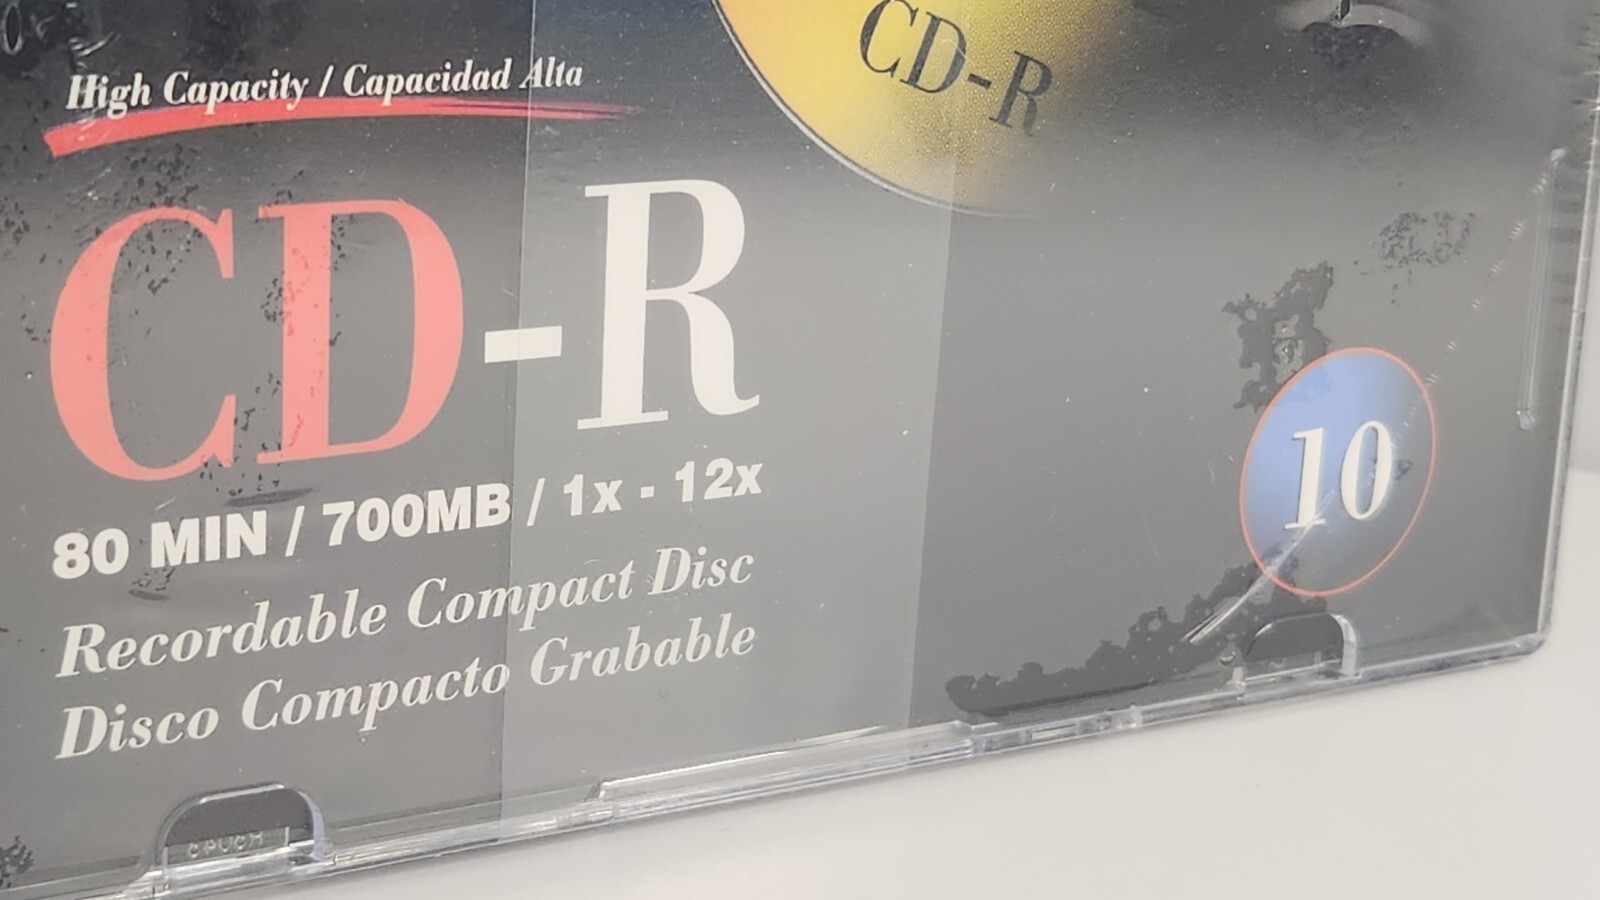 CD-R
High Capacity / Capacidad Alta
CD-R
80 MIN / 700MB / 1x - 12x
Recordable Compact Disc
Disco Compacto Grabable
10